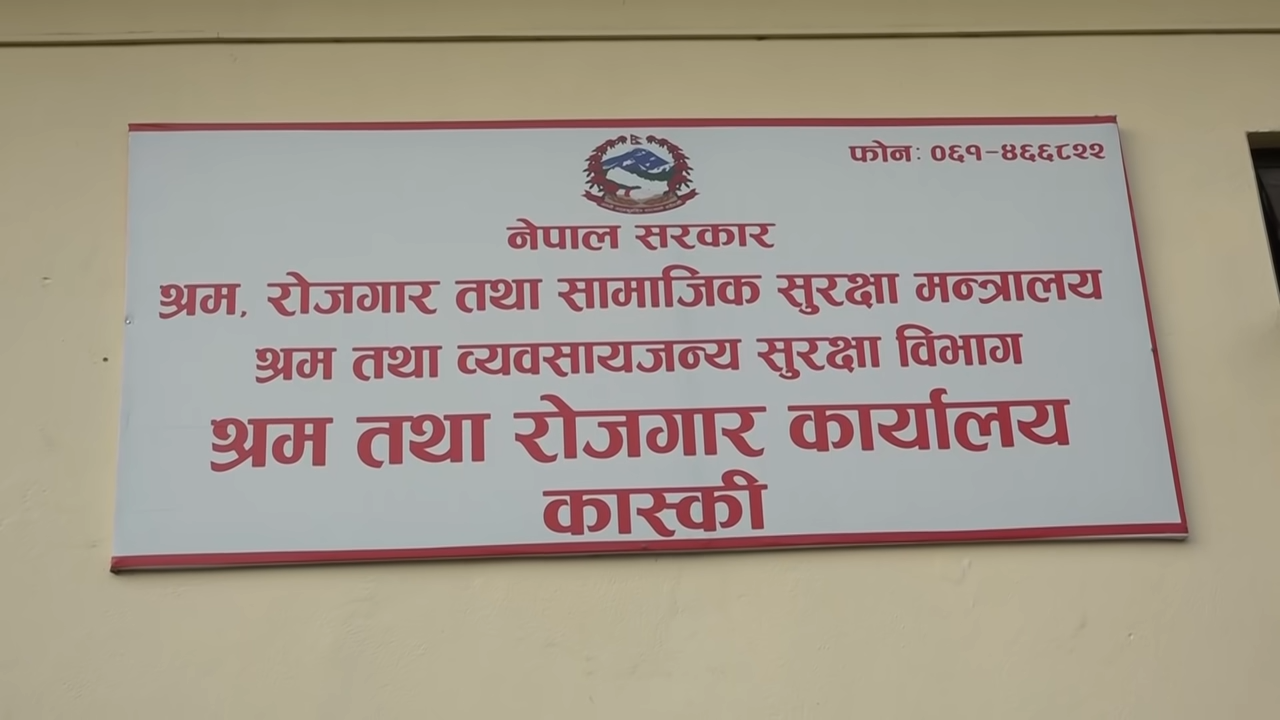 फोन: ०६१-४६६८२२
नेपाल सरकार
श्रम, रोजगार तथा सामाजिक सुरक्षा मन्त्रालय
श्रम तथा व्यवसायजन्य सुरक्षा विभाग
श्रम तथा रोजगार कार्यालय
कास्की